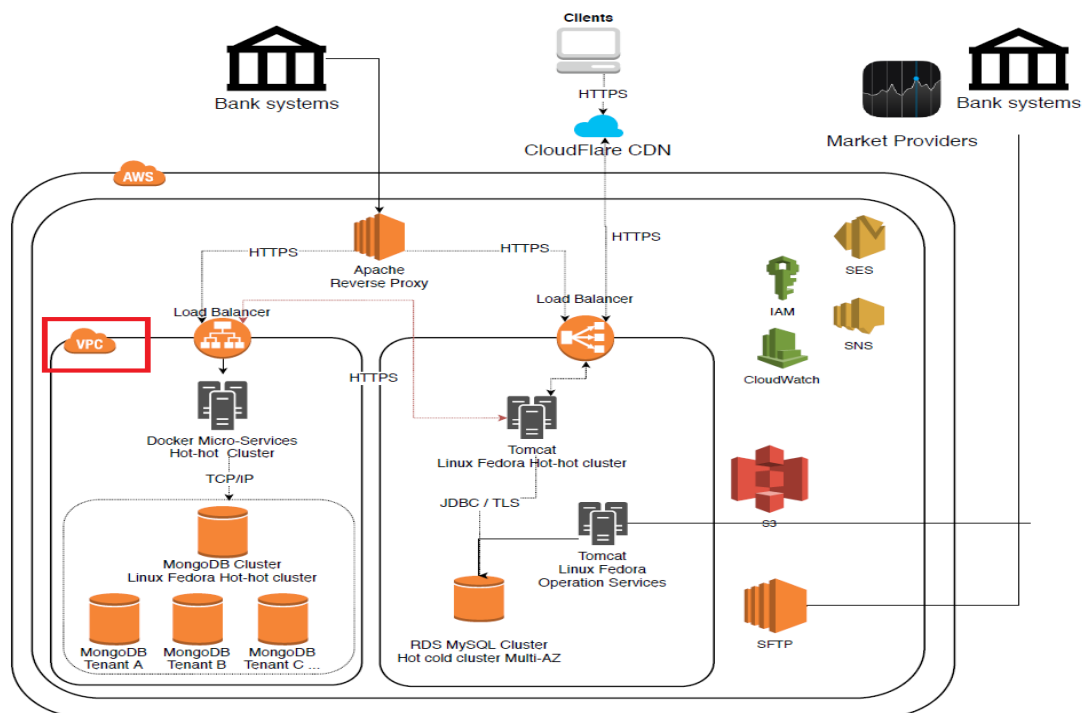 Clients
Bank systems
HTTPS
CloudFlare CDN
Market Providers
Bank systems
AWS
HTTPS
HTTPS
HTTPS
Apache
Reverse Proxy
SES
IAM
SNS
CloudWatch
Load Balancer
Load Balancer
VPC
HTTPS
Docker Micro-Services
Hot-hot Cluster
Tomcat
Linux Fedora Hot-hot cluster
TCP/IP
JDBC / TLS
S3
MongoDB Cluster
Linux Fedora Hot-hot cluster
Tomcat
Linux Fedora
Operation Services
MongoDB
Tenant A
MongoDB
Tenant B
MongoDB
Tenant C ...
RDS MySQL Cluster
Hot cold cluster Multi-AZ
SFTP